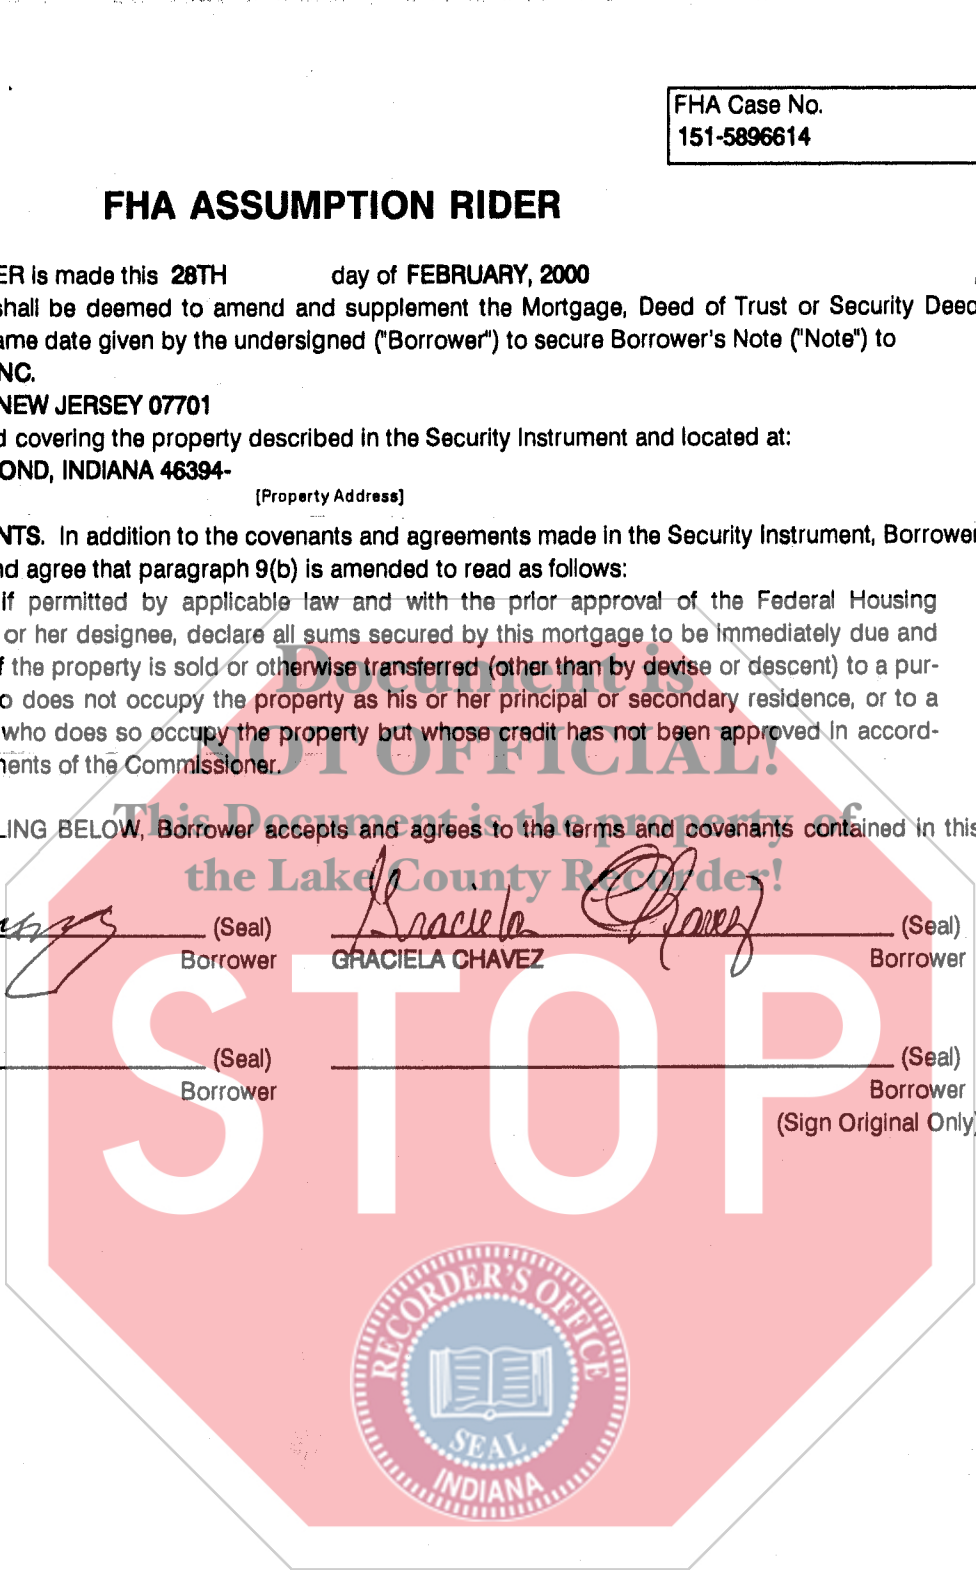 FHA Case No.
151-5896614
FHA ASSUMPTION RIDER
ER is made this 28TH day of FEBRUARY, 2000
shall be deemed to amend and supplement the Mortgage, Deed of Trust or Security Deed
ame date given by the undersigned ("Borrower") to secure Borrower's Note ("Note") to
NC.
NEW JERSEY 07701
d covering the property described in the Security Instrument and located at:
OND, INDIANA 46394-
[Property Address]
NTS. In addition to the covenants and agreements made in the Security Instrument, Borrower
nd agree that paragraph 9(b) is amended to read as follows:
if permitted by applicable law and with the prior approval of the Federal Housing
or her designee, declare all sums secured by this mortgage to be immediately due and
f the property is sold or otherwise transferred (other than by devise or descent) to a pur-
o does not occupy the property as his or her principal or secondary residence, or to a
who does so occupy the property but whose credit has not been approved in accord-
nents of the Commissioner.
Document is
NOT OFFICIAL!
This Document is the property of
the Lake County Recorder!
LING BELOW, Borrower accepts and agrees to the terms and covenants contained in this
Graciela Chavez
(Seal) (Seal)
Borrower GRACIELA CHAVEZ Borrower
(Seal) (Seal)
Borrower Borrower
(Sign Original Only)
STOP
RECORDER'S OFFICE
SEAL
INDIANA